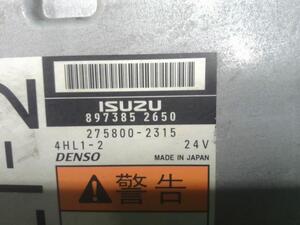 ISUZU
897385 2650
275800-2315
4HL1-2 24V
DENSO MADE IN JAPAN
警告